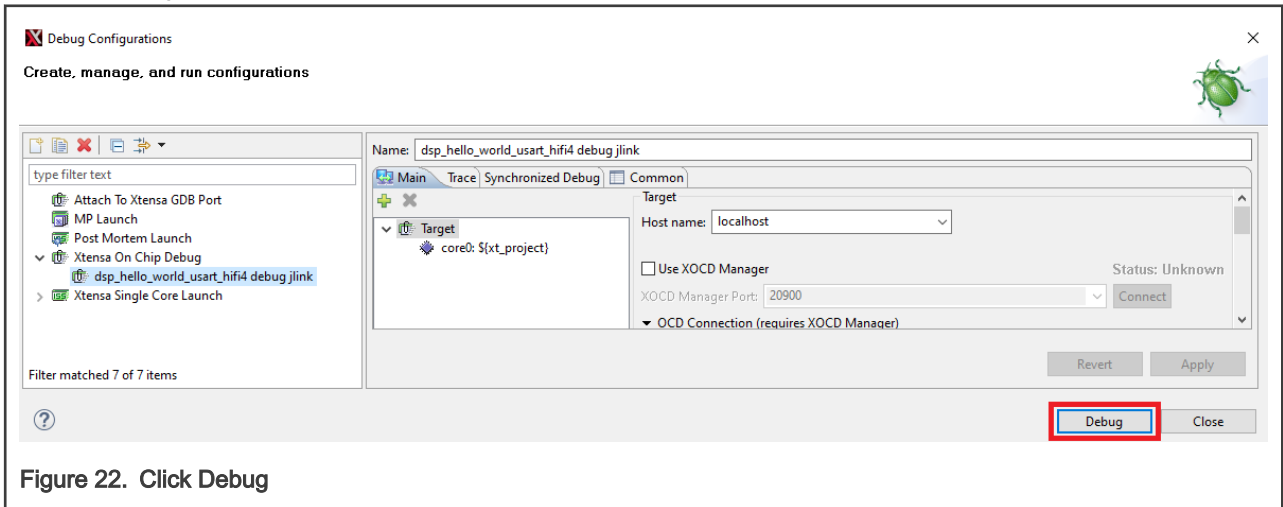 Debug Configurations
Create, manage, and run configurations
type filter text
Attach To Xtensa GDB Port
MP Launch
Post Mortem Launch
Xtensa On Chip Debug
dsp_hello_world_usart_hifi4 debug jlink
Xtensa Single Core Launch
Filter matched 7 of 7 items
Name: dsp_hello_world_usart_hifi4 debug jlink
Main Trace Synchronized Debug Common
Target
core0: ${xt_project}
Target
Host name: localhost
Use XOCD Manager Status: Unknown
XOCD Manager Port: 20900 Connect
OCD Connection (requires XOCD Manager)
Revert Apply
Debug Close
Figure 22. Click Debug